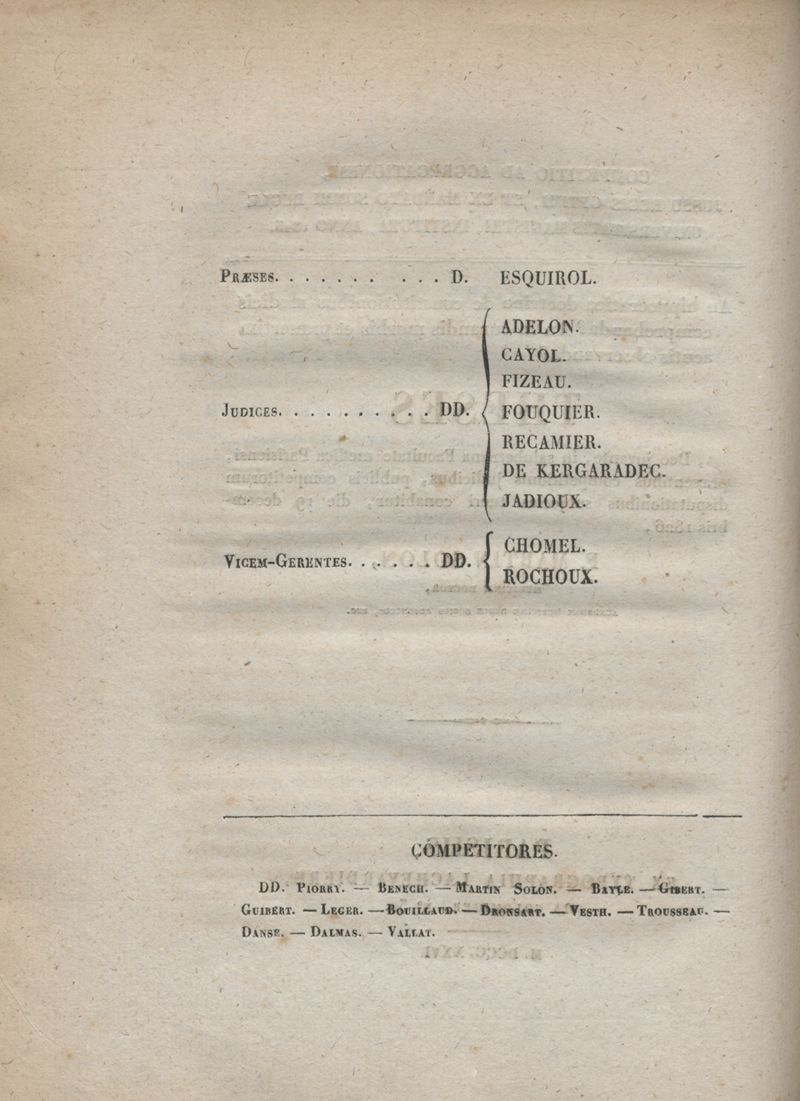 PRÆSES. . . . . . . . . . D. ESQUIROL.
ADELON.
CAYOL.
FIZEAU.
JUDICES. . . . . . . . . . DD. FOUQUIER.
RECAMIER.
DE KERGARADEC.
JADIOUX.
VICEM-GERENTES. . . . . . DD. CHOMEL.
ROCHOUX.
COMPETITORES.
DD. PIORRY. — BENECH. — MARTIN SOLON. — BAYLE. — GIBERT. —
GUIBERT. — LEGER. — BOUILLAUD. — DRONSART. — VESTH. — TROUSSEAU. —
DANSE. — DALMAS. — VALLAT.